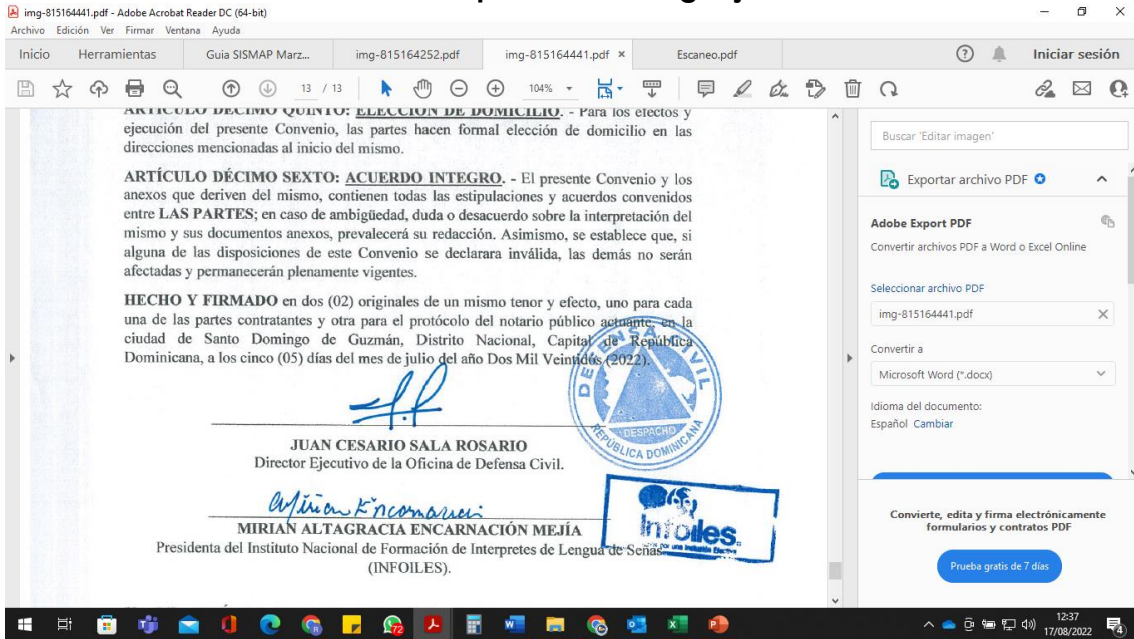 img-815164441.pdf - Adobe Acrobat Reader DC (64-bit)
Archivo Edición Ver Firmar Ventana Ayuda
Inicio Herramientas Guia SISMAP Marz... img-815164252.pdf img-815164441.pdf × Escaneo.pdf Iniciar sesión
13 / 13 104%
ARTÍCULO DÉCIMO QUINTO: ELECCIÓN DE DOMICILIO. - Para los efectos y
ejecución del presente Convenio, las partes hacen formal elección de domicilio en las
direcciones mencionadas al inicio del mismo.
ARTÍCULO DÉCIMO SEXTO: ACUERDO INTEGRO. - El presente Convenio y los
anexos que deriven del mismo, contienen todas las estipulaciones y acuerdos convenidos
entre LAS PARTES; en caso de ambigüedad, duda o desacuerdo sobre la interpretación del
mismo y sus documentos anexos, prevalecerá su redacción. Asimismo, se establece que, si
alguna de las disposiciones de este Convenio se declarara inválida, las demás no serán
afectadas y permanecerán plenamente vigentes.
HECHO Y FIRMADO en dos (02) originales de un mismo tenor y efecto, uno para cada
una de las partes contratantes y otra para el protócolo del notario público actuante, en la
ciudad de Santo Domingo de Guzmán, Distrito Nacional, Capital de República
Dominicana, a los cinco (05) días del mes de julio del año Dos Mil Veintidós (2022).
DEFENSA CIVIL
DESPACHO
REPÚBLICA DOMINICANA
JUAN CESARIO SALA ROSARIO
Director Ejecutivo de la Oficina de Defensa Civil.
Mirian Encarnación
Infoiles
Por una Inclusión Efectiva
MIRIAN ALTAGRACIA ENCARNACIÓN MEJÍA
Presidenta del Instituto Nacional de Formación de Interpretes de Lengua de Señas
(INFOILES).
Buscar 'Editar imagen'
Exportar archivo PDF
Adobe Export PDF
Convertir archivos PDF a Word o Excel Online
Seleccionar archivo PDF
img-815164441.pdf
Convertir a
Microsoft Word (*.docx)
Idioma del documento:
Español Cambiar
Convierte, edita y firma electrónicamente
formularios y contratos PDF
Prueba gratis de 7 días
12:37
17/08/2022
4